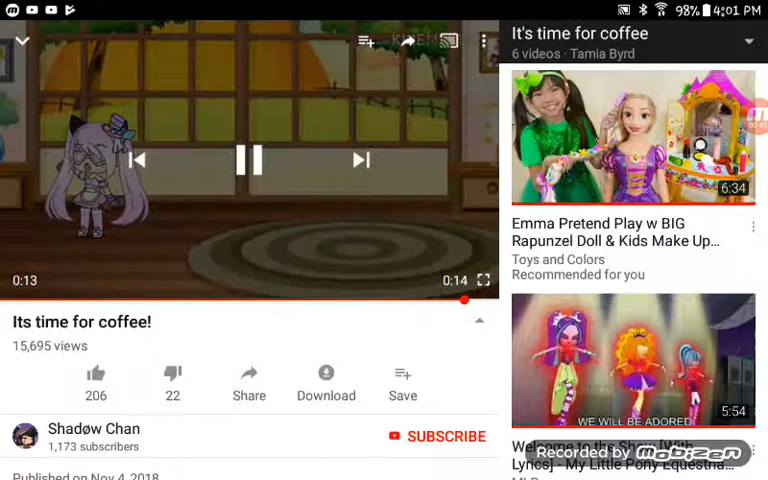 98% 4:01 PM
It's time for coffee
6 videos · Tamia Byrd
KINEM
0:13
0:14
Its time for coffee!
15,695 views
206
22
Share
Download
Save
Shadøw Chan
1,173 subscribers
SUBSCRIBE
Published on Nov 4, 2018
6:34
02:43
Emma Pretend Play w BIG
Rapunzel Doll & Kids Make Up...
Toys and Colors
Recommended for you
WE WILL BE ADORED
5:54
Welcome to the Show [With
Lyrics] - My Little Pony Equestria...
Recorded by mobizen